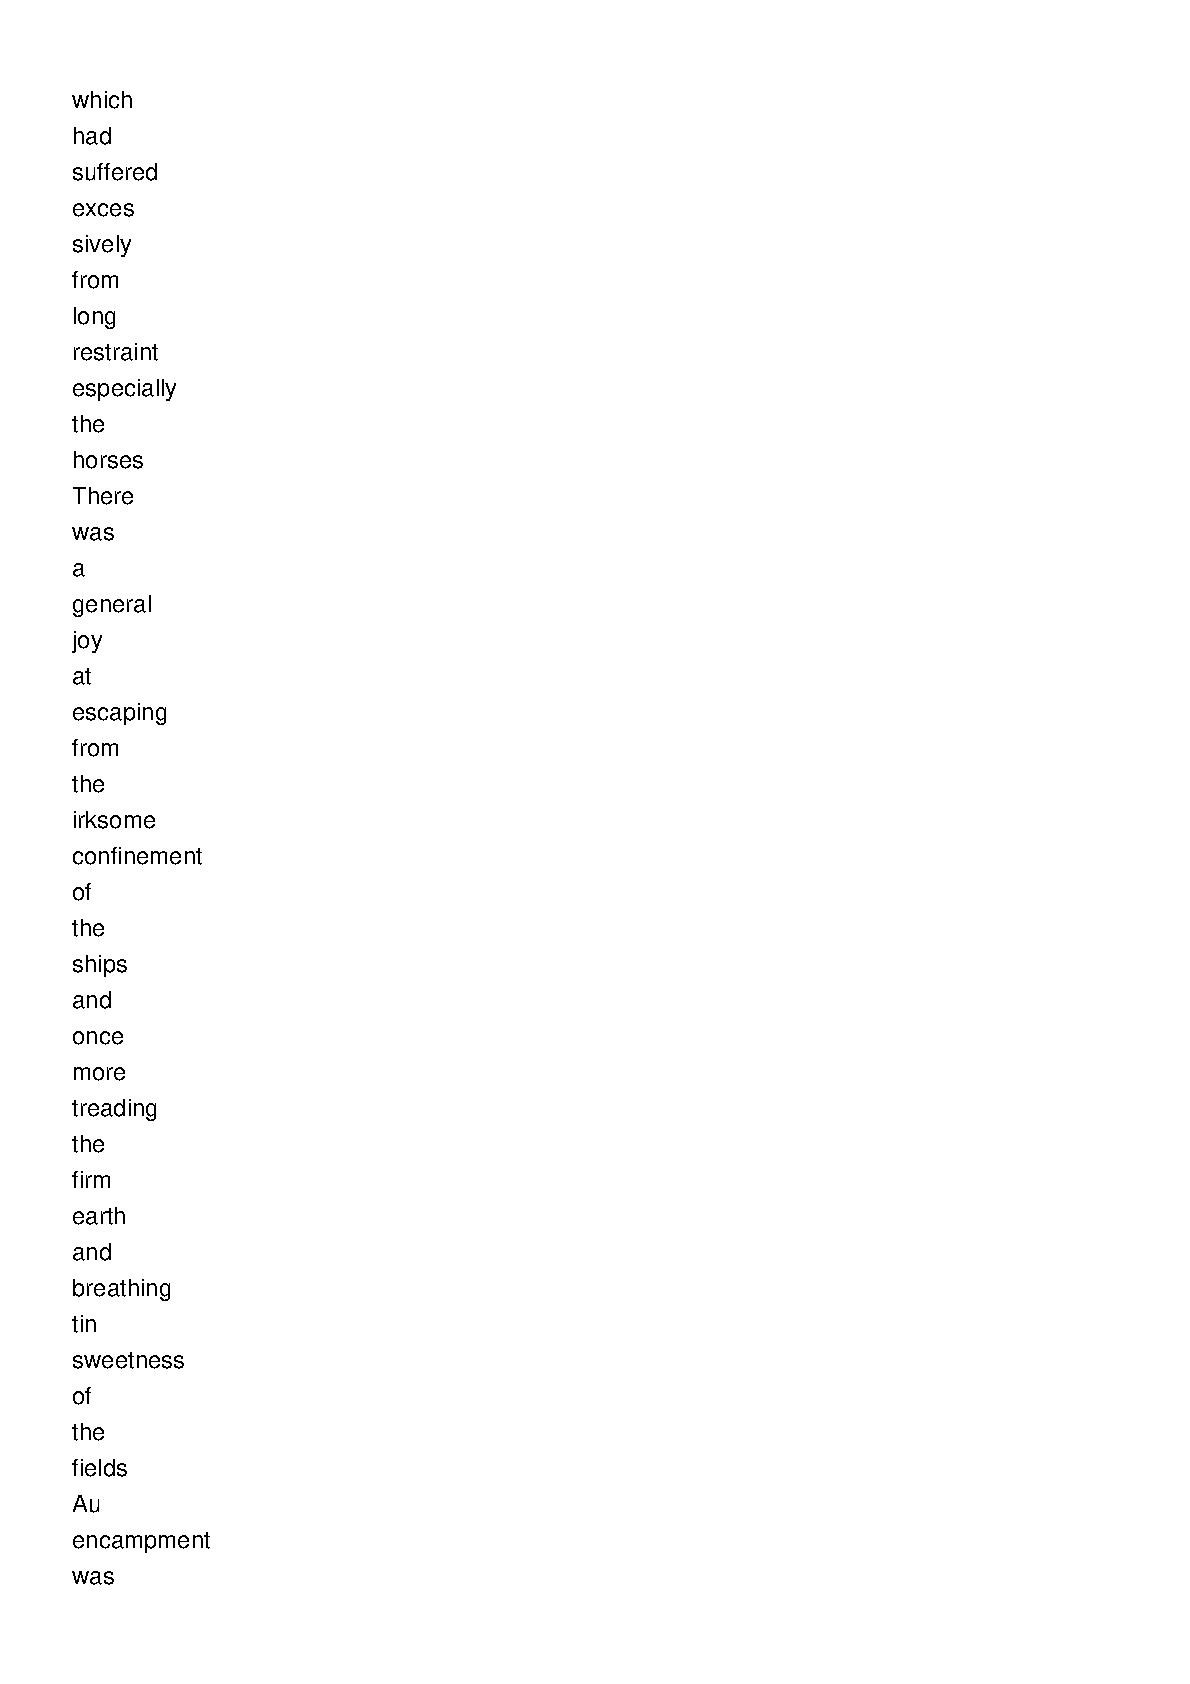 which
had
suffered
exces
sively
from
long
restraint
especially
the
horses
There
was
a
general
joy
at
escaping
from
the
irksome
confinement
of
the
ships
and
once
more
treading
the
firm
earth
and
breathing
tin
sweetness
of
the
fields
Au
encampment
was